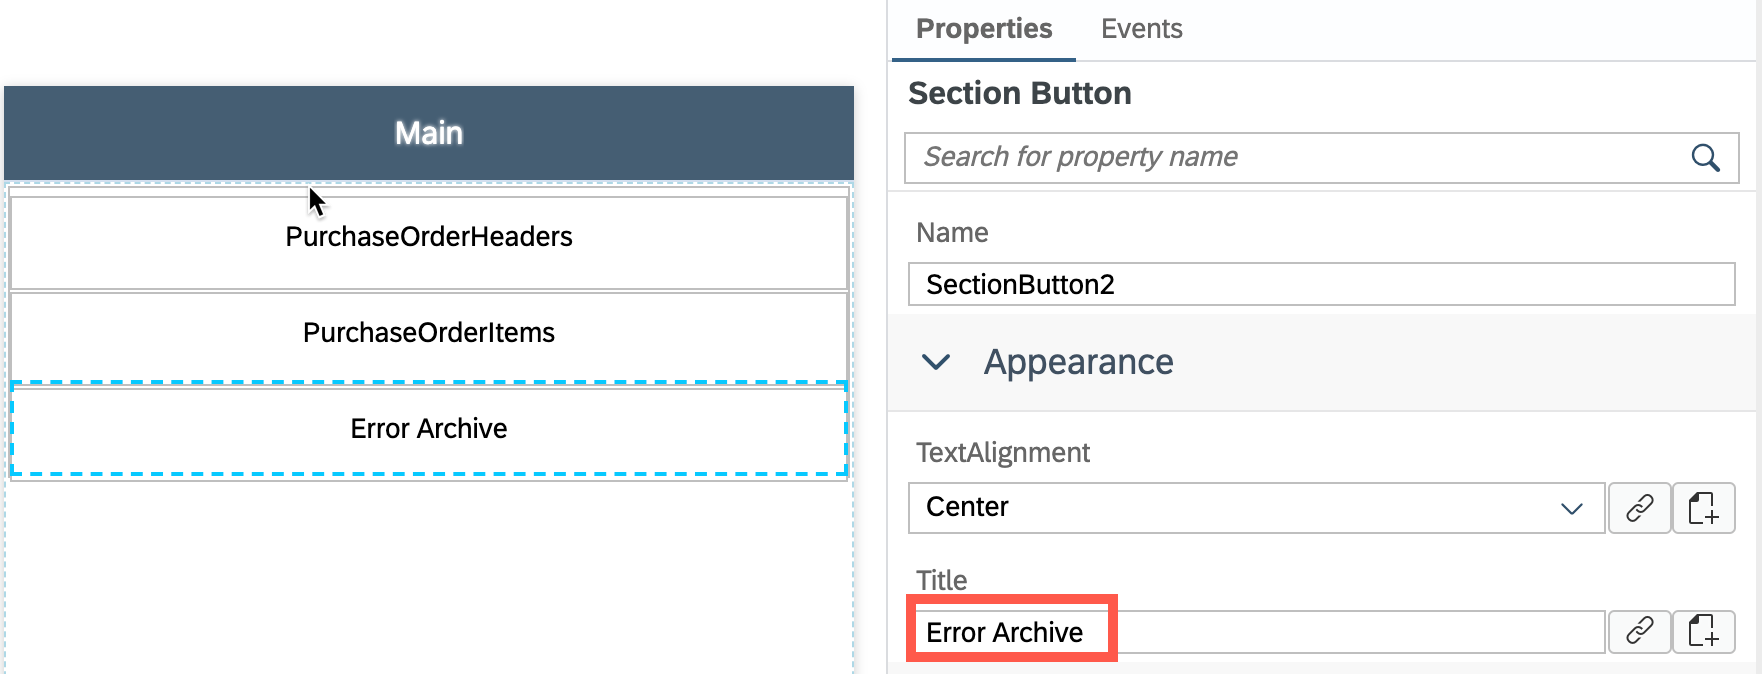 Main
PurchaseOrderHeaders
PurchaseOrderItems
Error Archive
Properties Events
Section Button
Search for property name
Name
SectionButton2
Appearance
TextAlignment
Center
Title
Error Archive